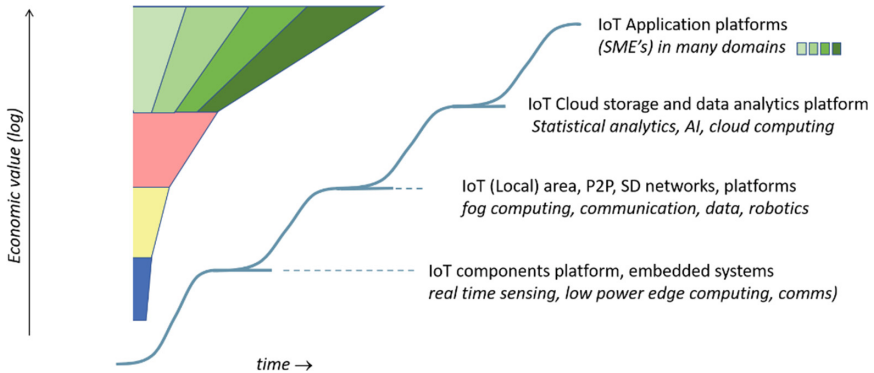 IoT Application platforms
(SME's) in many domains
IoT Cloud storage and data analytics platform
Statistical analytics, AI, cloud computing
IoT (Local) area, P2P, SD networks, platforms
fog computing, communication, data, robotics
IoT components platform, embedded systems
real time sensing, low power edge computing, comms)
Economic value (log)
time →